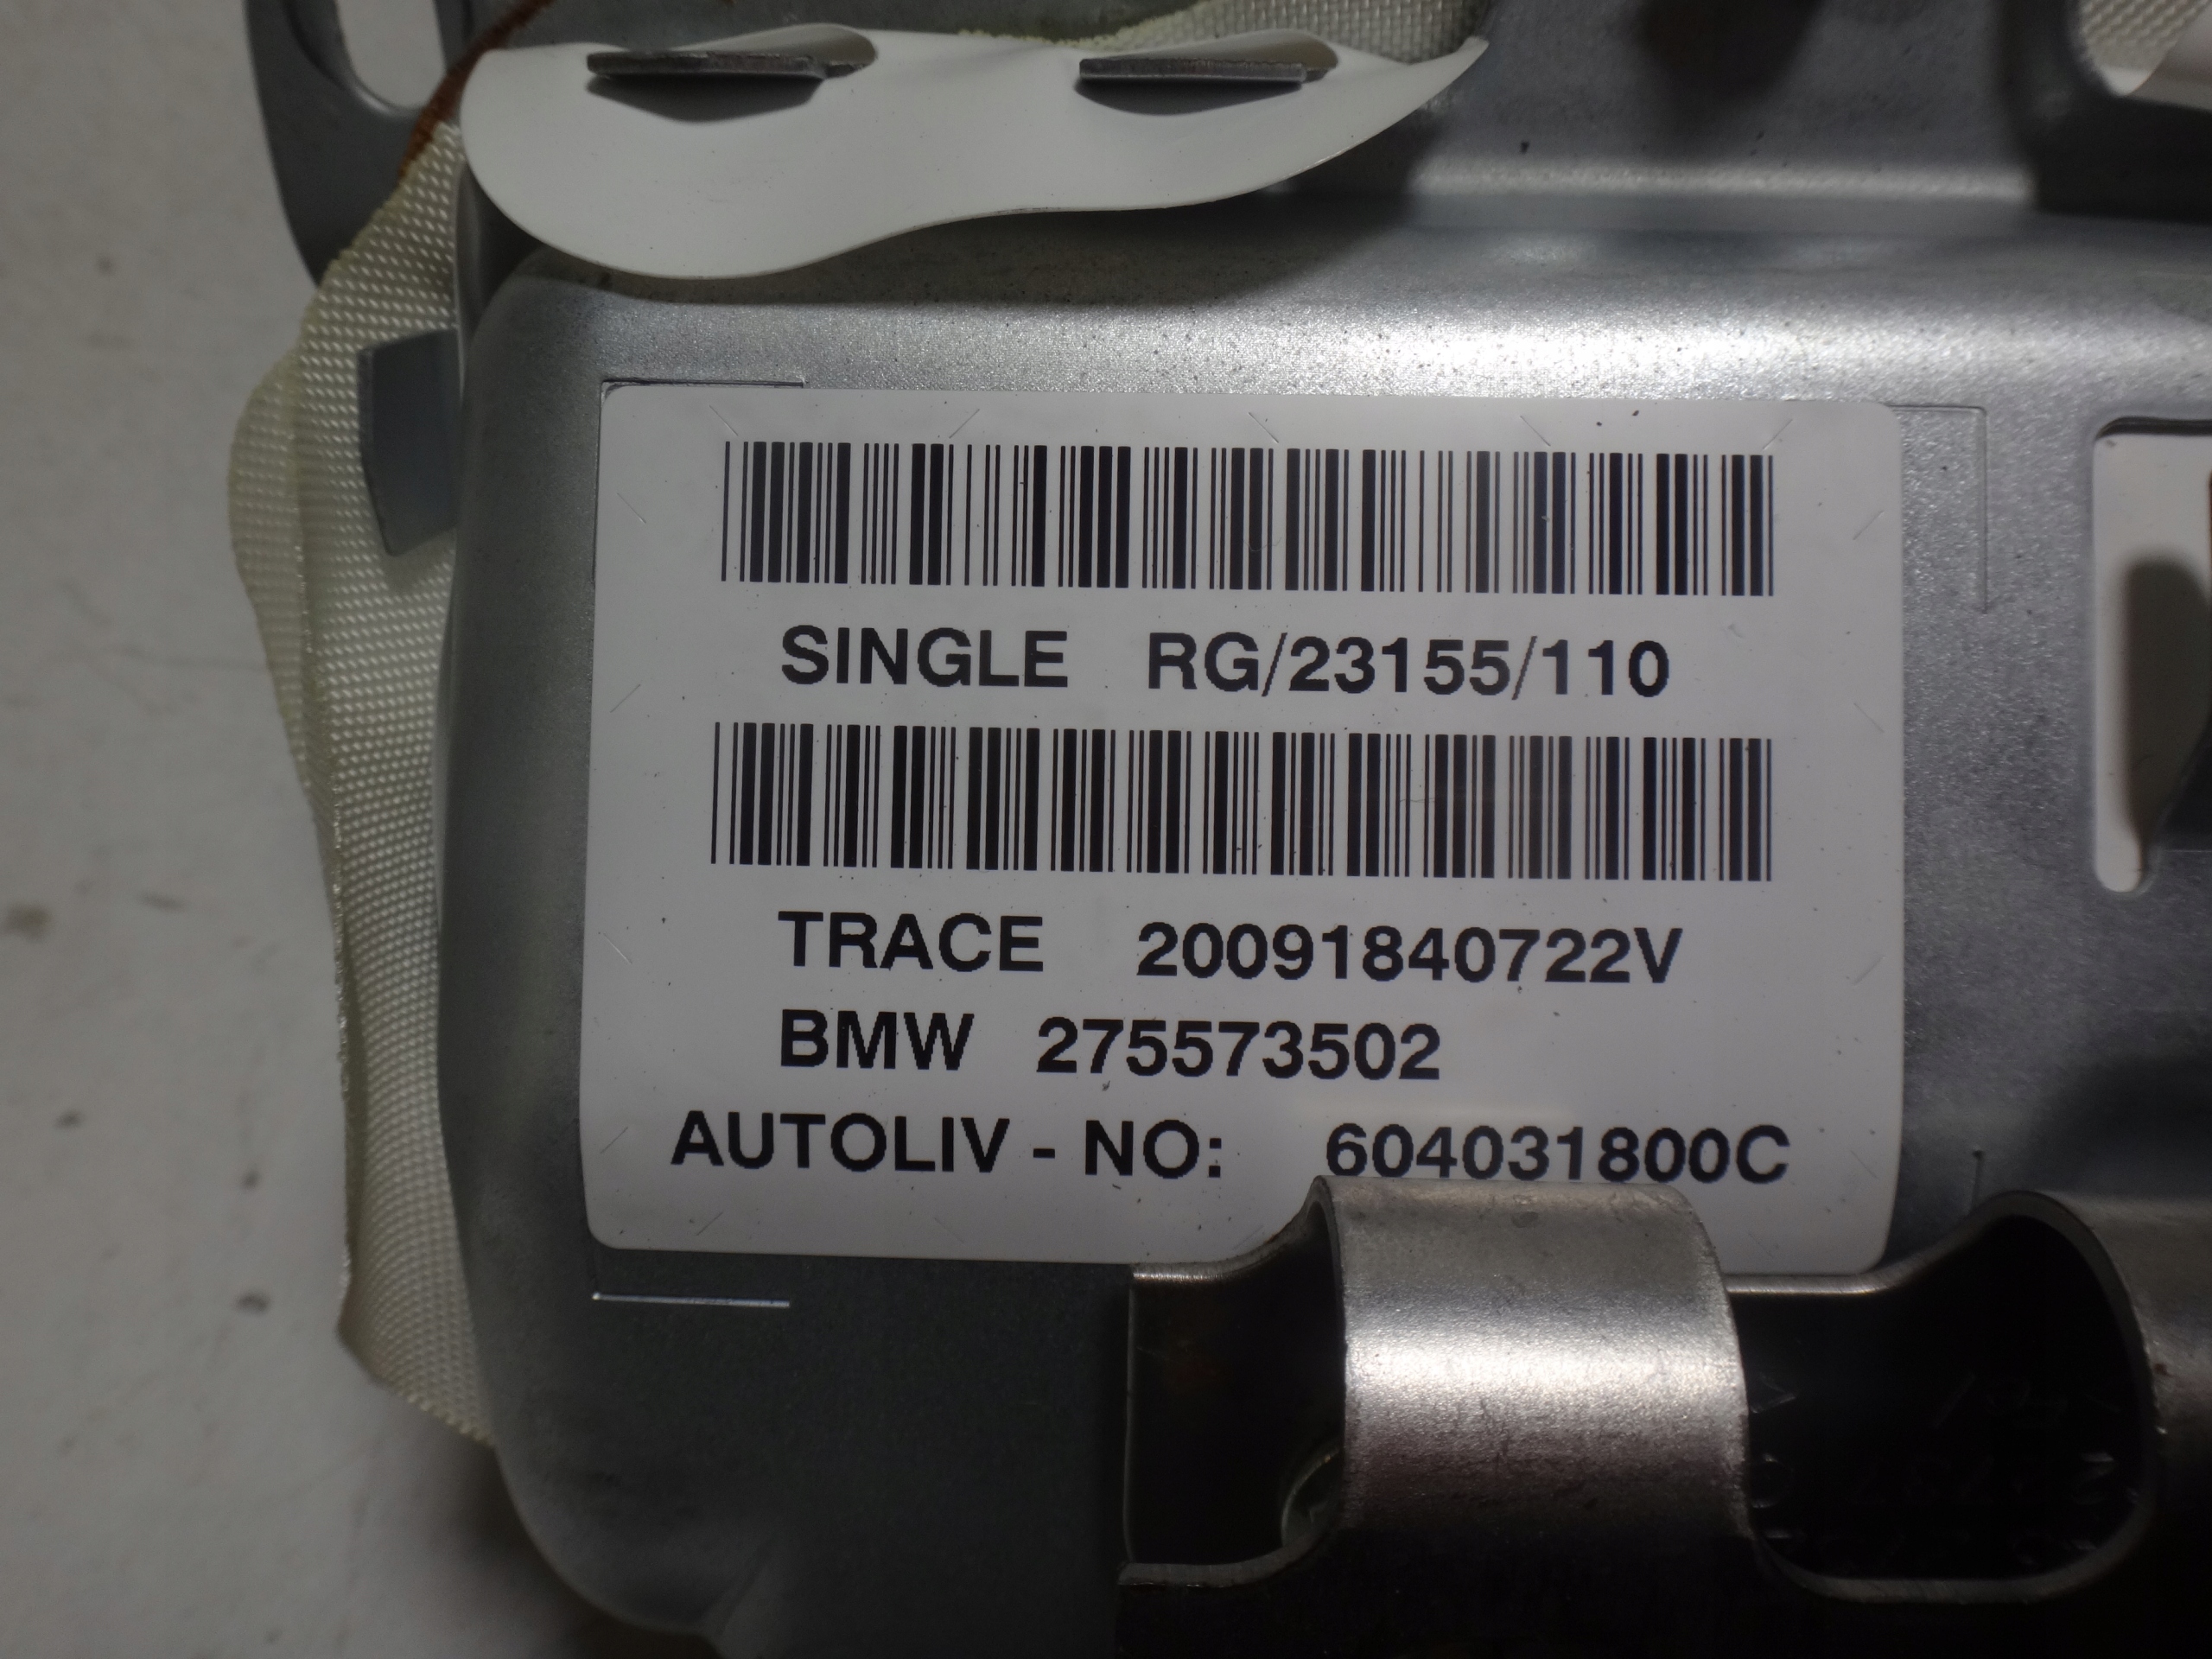 SINGLE RG/23155/110
TRACE 20091840722V
BMW 275573502
AUTOLIV - NO: 604031800C